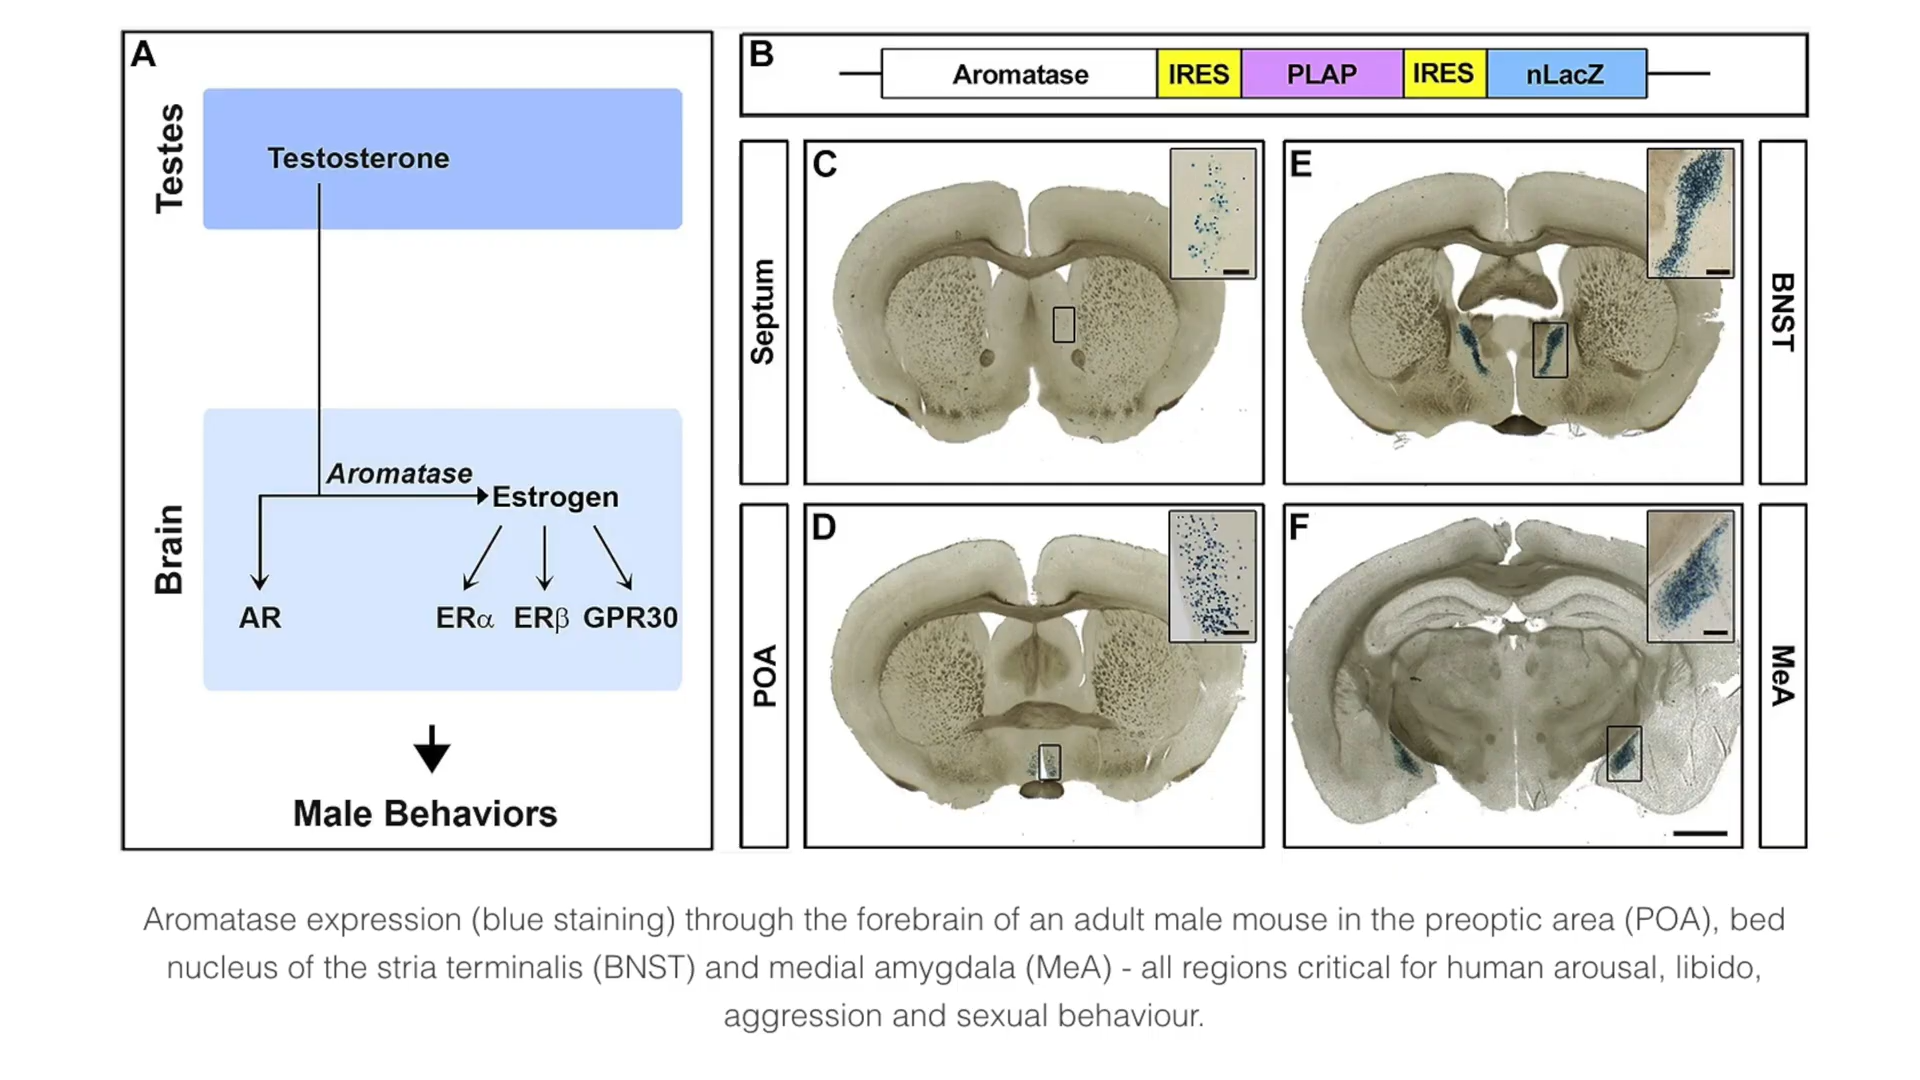 A
Testes
Testosterone
Brain
Aromatase
Estrogen
AR
ERα ERβ GPR30
Male Behaviors
B
Aromatase IRES PLAP IRES nLacZ
Septum
C
E
BNST
POA
D
F
MeA
Aromatase expression (blue staining) through the forebrain of an adult male mouse in the preoptic area (POA), bed
nucleus of the stria terminalis (BNST) and medial amygdala (MeA) - all regions critical for human arousal, libido,
aggression and sexual behaviour.